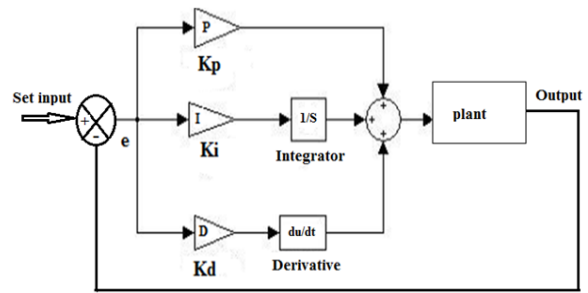 P
+
Kp
Set input
+
-
e
I
1/S
+
Ki
Integrator
plant
Output
+
D
du/dt
Kd
Derivative